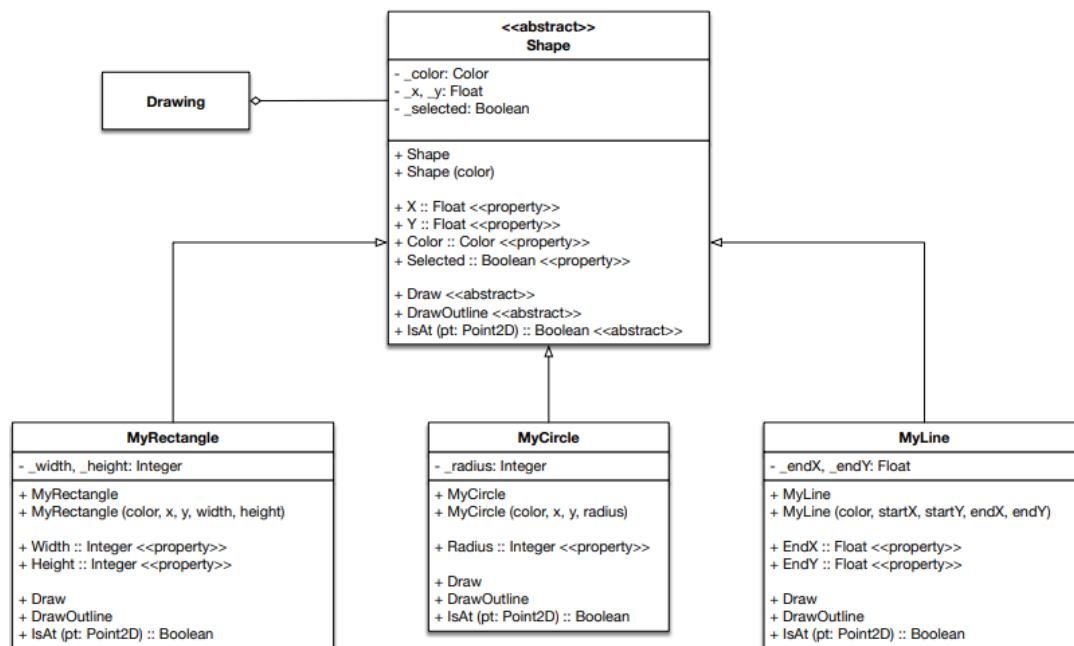 <<abstract>>
Shape
- _color: Color
- _x, _y: Float
- _selected: Boolean
+ Shape
+ Shape (color)
+ X :: Float <<property>>
+ Y :: Float <<property>>
+ Color :: Color <<property>>
+ Selected :: Boolean <<property>>
+ Draw <<abstract>>
+ DrawOutline <<abstract>>
+ IsAt (pt: Point2D) :: Boolean <<abstract>>
Drawing
MyRectangle
- _width, _height: Integer
+ MyRectangle
+ MyRectangle (color, x, y, width, height)
+ Width :: Integer <<property>>
+ Height :: Integer <<property>>
+ Draw
+ DrawOutline
+ IsAt (pt: Point2D) :: Boolean
MyCircle
- _radius: Integer
+ MyCircle
+ MyCircle (color, x, y, radius)
+ Radius :: Integer <<property>>
+ Draw
+ DrawOutline
+ IsAt (pt: Point2D) :: Boolean
MyLine
- _endX, _endY: Float
+ MyLine
+ MyLine (color, startX, startY, endX, endY)
+ EndX :: Float <<property>>
+ EndY :: Float <<property>>
+ Draw
+ DrawOutline
+ IsAt (pt: Point2D) :: Boolean